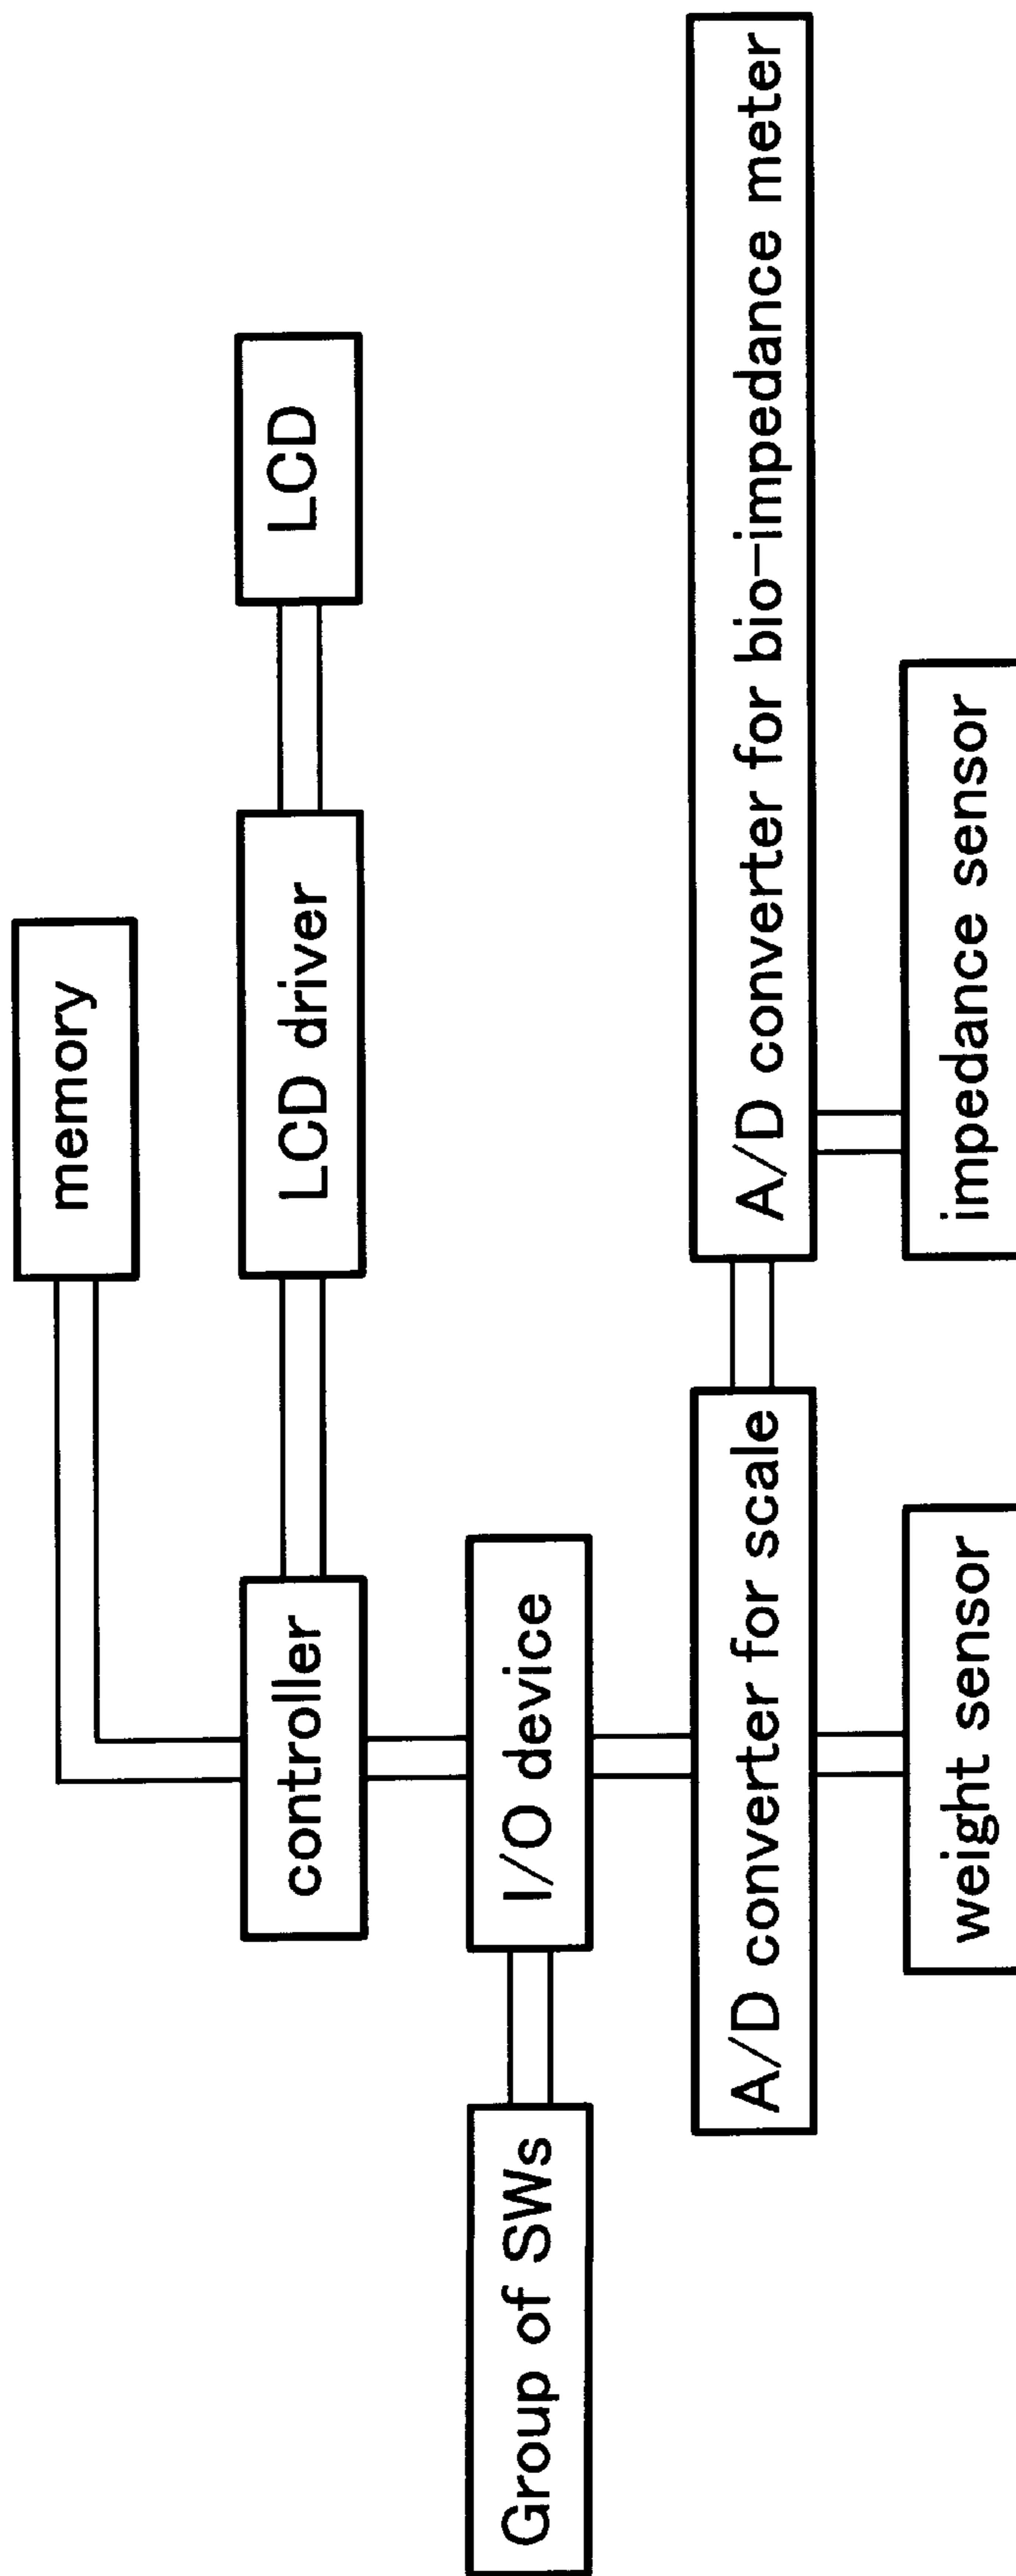 memory
controller
LCD driver
LCD
Group of SWs
I/O device
A/D converter for scale
A/D converter for bio-impedance meter
weight sensor
impedance sensor